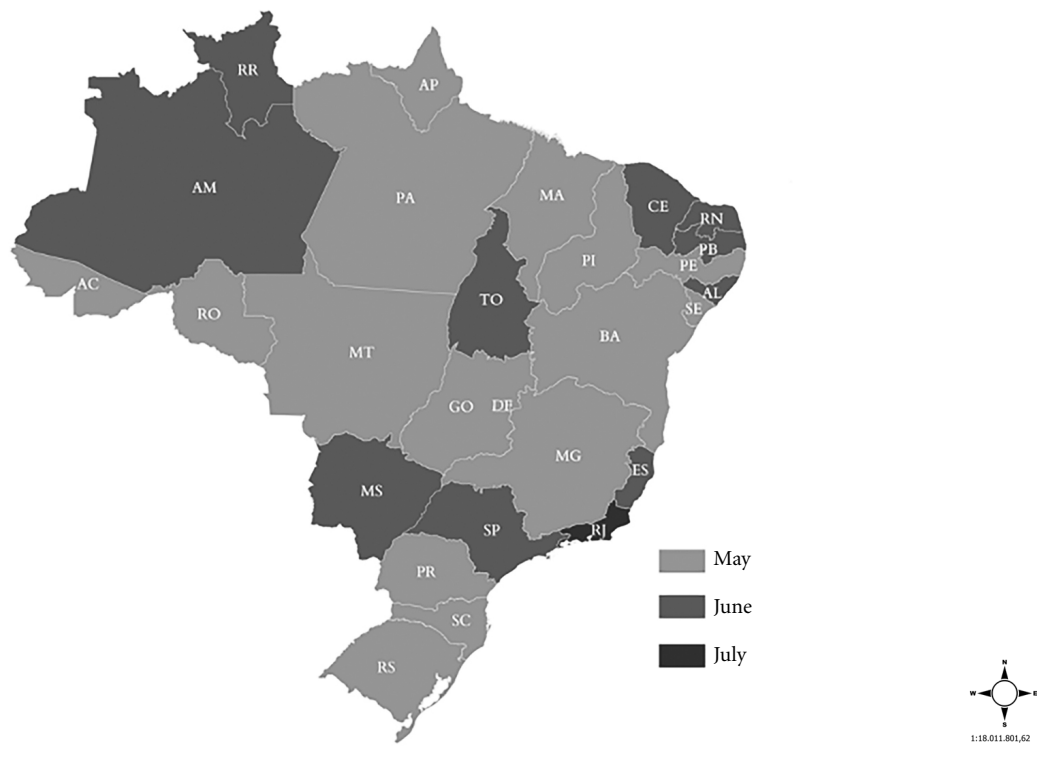 RR
AP
AM
PA
MA
CE
RN
PB
PI
PE
AC
TO
AL
RO
SE
BA
MT
GO
DF
MG
ES
MS
SP
RJ
PR
SC
RS
May
June
July
N
W
E
S
1:18.011.801,62